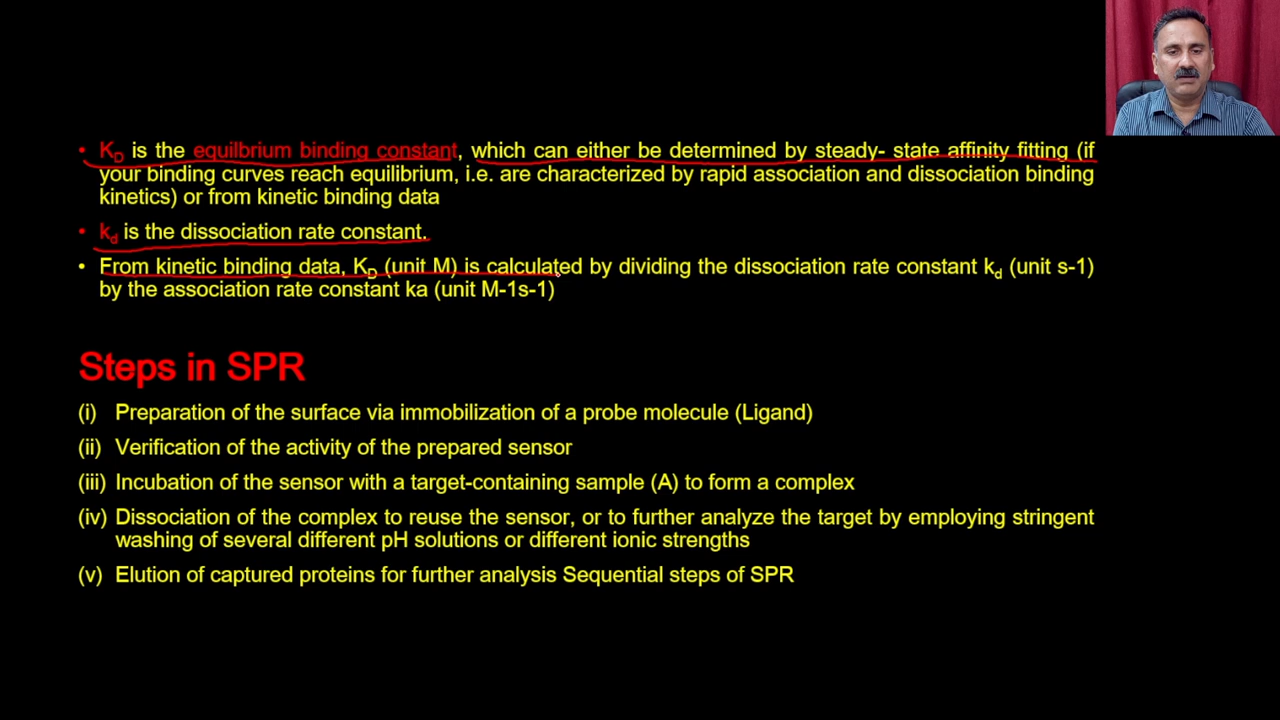 • KD is the equilbrium binding constant, which can either be determined by steady- state affinity fitting (if
your binding curves reach equilibrium, i.e. are characterized by rapid association and dissociation binding
kinetics) or from kinetic binding data
• kd is the dissociation rate constant.
• From kinetic binding data, KD (unit M) is calculated by dividing the dissociation rate constant kd (unit s-1)
by the association rate constant ka (unit M-1s-1)
Steps in SPR
(i) Preparation of the surface via immobilization of a probe molecule (Ligand)
(ii) Verification of the activity of the prepared sensor
(iii) Incubation of the sensor with a target-containing sample (A) to form a complex
(iv) Dissociation of the complex to reuse the sensor, or to further analyze the target by employing stringent
washing of several different pH solutions or different ionic strengths
(v) Elution of captured proteins for further analysis Sequential steps of SPR